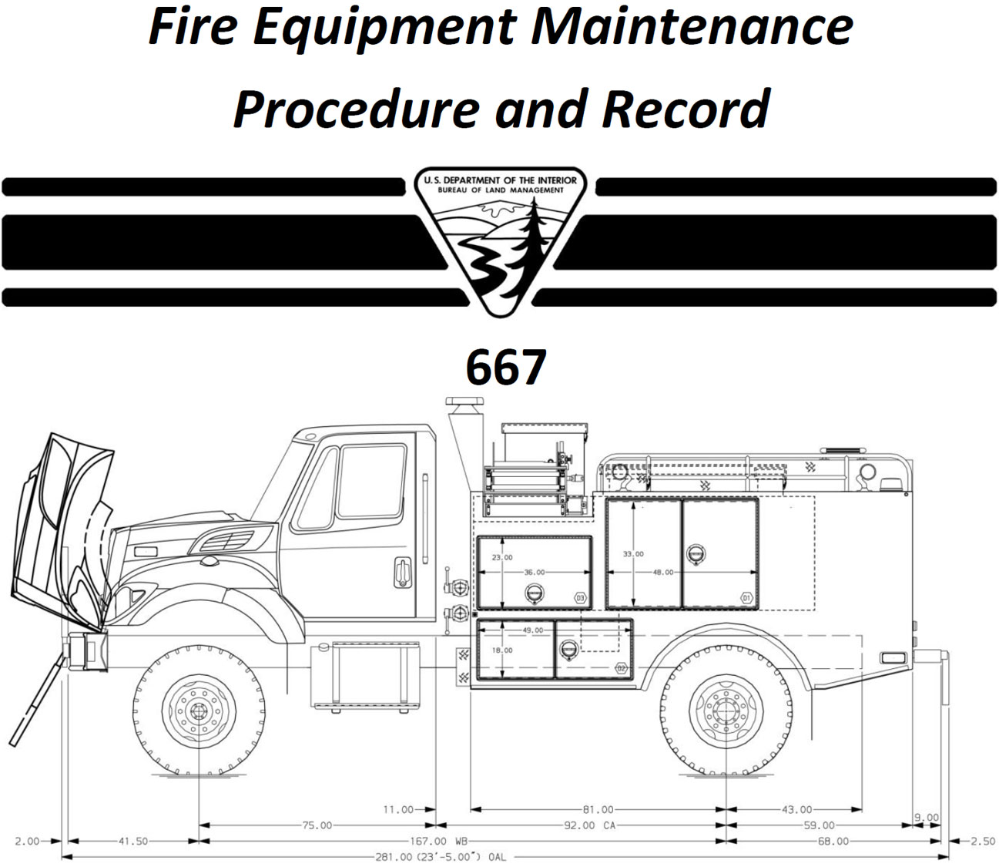 Fire Equipment Maintenance
Procedure and Record
U.S. DEPARTMENT OF THE INTERIOR
BUREAU OF LAND MANAGEMENT
667
23.00
36.00
D3
33.00
48.00
D1
49.00
18.00
D2
11.00 81.00 43.00
75.00 92.00 CA 59.00 9.00
2.00 41.50 167.00 WB 68.00 2.50
281.00 (23'-5.00") OAL